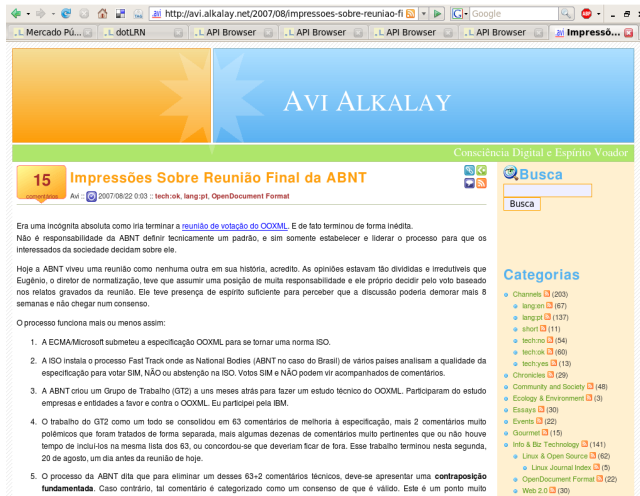 http://avi.alkalay.net/2007/08/impressoes-sobre-reuniao-fi
Google
Mercado Pú...
dotLRN
API Browser
API Browser
API Browser
API Browser
Impressõ...
AVI ALKALAY
Consciência Digital e Espírito Voador
15
comentários
Impressões Sobre Reunião Final da ABNT
Avi :: 2007/08/22 0:03 :: tech:ok, lang:pt, OpenDocument Format
Era uma incógnita absoluta como iria terminar a reunião de votação do OOXML. E de fato terminou de forma inédita.
Não é responsabilidade da ABNT definir tecnicamente um padrão, e sim somente estabelecer e liderar o processo para que os
interessados da sociedade decidam sobre ele.
Hoje a ABNT viveu uma reunião como nenhuma outra em sua história, acredito. As opiniões estavam tão divididas e irredutiveis que
Eugênio, o diretor de normatização, teve que assumir uma posição de muita responsabilidade e ele próprio decidir pelo voto baseado
nos relatos gravados da reunião. Ele teve presença de espirito suficiente para perceber que a discussão poderia demorar mais 8
semanas e não chegar num consenso.
O processo funciona mais ou menos assim:
1. A ECMA/Microsoft submeteu a especificação OOXML para se tornar uma norma ISO.
2. A ISO instala o processo Fast Track onde as National Bodies (ABNT no caso do Brasil) de vários países analisam a qualidade da
especificação para votar SIM, NÃO ou abstenção na ISO. Votos SIM e NÃO podem vir acompanhados de comentários.
3. A ABNT criou um Grupo de Trabalho (GT2) a uns meses atrás para fazer um estudo técnico do OOXML. Participaram do estudo
empresas e entidades a favor e contra o OOXML. Eu participei pela IBM.
4. O trabalho do GT2 como um todo se consolidou em 63 comentários de melhoria à especificação, mais 2 comentários muito
polêmicos que foram tratados de forma separada, mais algumas dezenas de comentários muito pertinentes que ou não houve
tempo de inclui-los na mesma lista dos 63, ou concordou-se que deveriam ficar de fora. Esse trabalho terminou nesta segunda,
20 de agosto, um dia antes da reunião de hoje.
5. O processo da ABNT dita que para eliminar um desses 63+2 comentários técnicos, deve-se apresentar uma contraposição
fundamentada. Caso contrário, tal comentário é categorizado como um consenso de que é válido. Este é um ponto muito
Busca
Busca
Categorias
Channels (203)
lang:en (67)
lang:pt (137)
short (11)
tech:no (54)
tech:ok (60)
tech:yes (13)
Chronicles (29)
Community and Society (48)
Ecology & Environment (3)
Essays (30)
Events (22)
Gourmet (15)
Info & Biz Technology (141)
Linux & Open Source (62)
Linux Journal Index (5)
OpenDocument Format (22)
Web 2.0 (30)